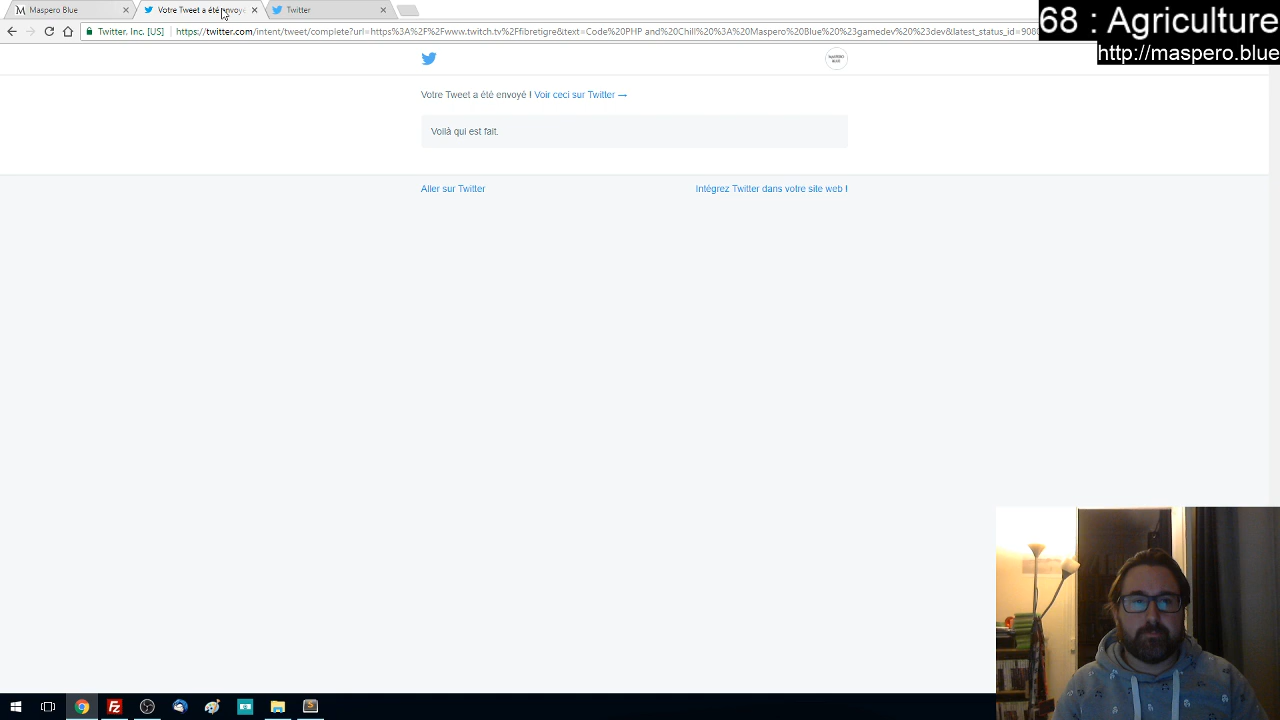 Maspero Blue
Votre Tweet a été envoyé
Twitter
68 : Agriculture
Twitter, Inc. [US]
https://twitter.com/intent/tweet/complete?url=https%3A%2F%2Fwww.twitch.tv%2Ffibretigre&text=Code%20PHP and%20Chill%20%3A%20Maspero%20Blue%20%23gamedev%20%23dev&latest_status_id=908
http://maspero.blue
Votre Tweet a été envoyé ! Voir ceci sur Twitter →
Voilà qui est fait.
Aller sur Twitter
Intégrez Twitter dans votre site web !